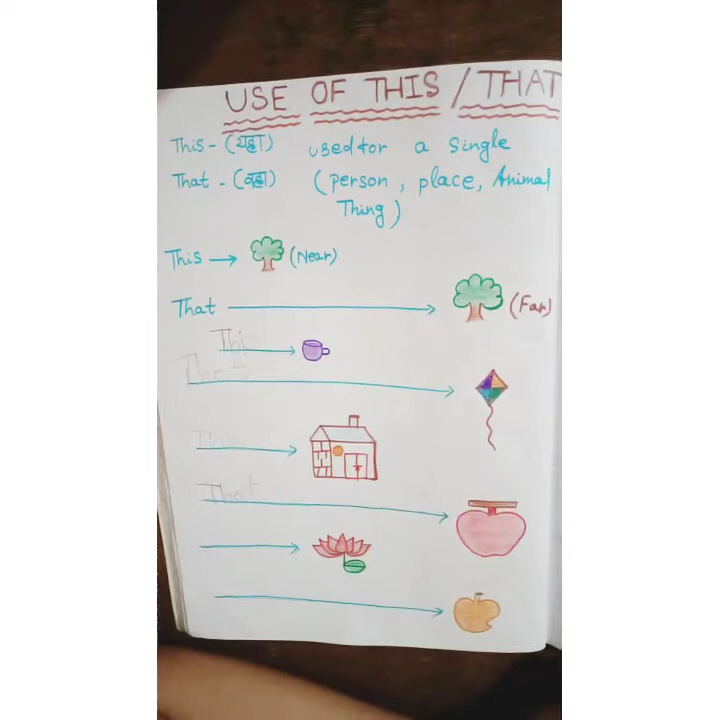 USE OF THIS / THAT
This - (यह) used for a single
That - (वह) (person, place, Animal
Thing)
This → (Near)
That → (Far)
This
That
This
That